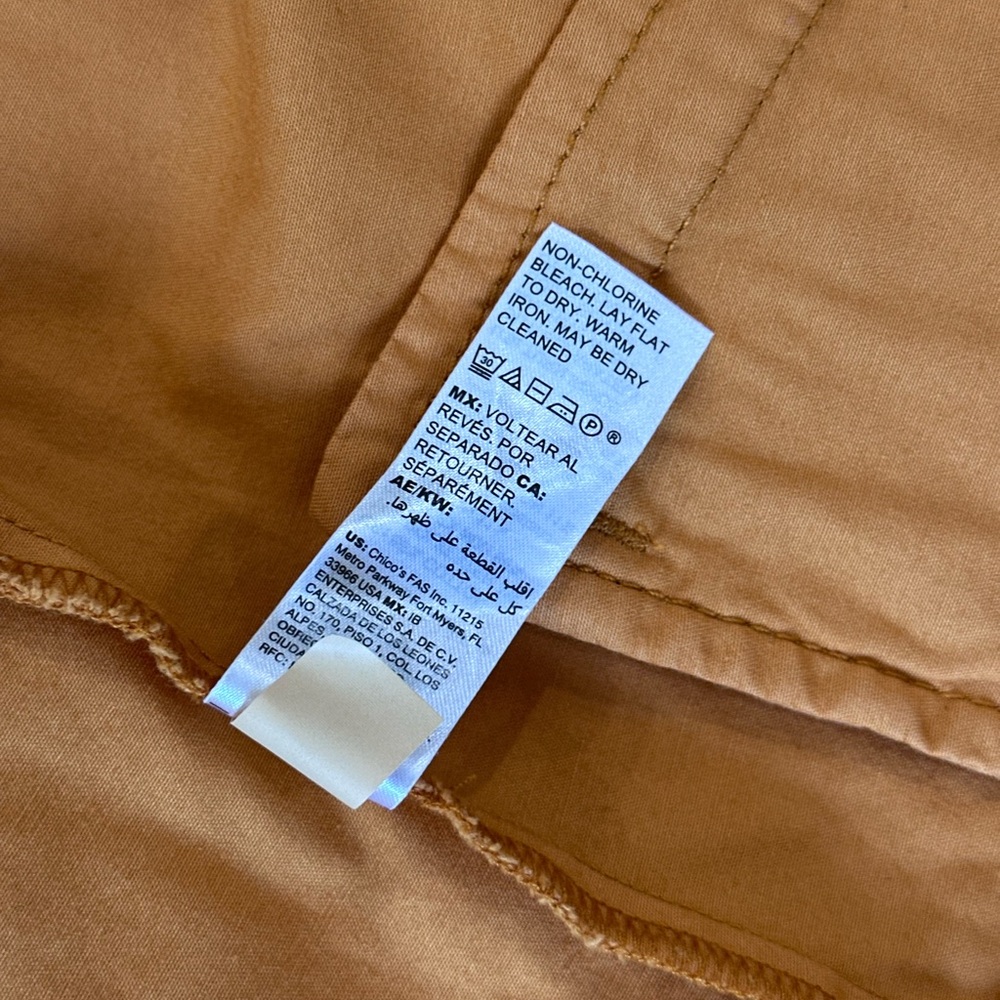 NON-CHLORINE
BLEACH. LAY FLAT
TO DRY. WARM
IRON. MAY BE DRY
CLEANED
30 P ®
MX: VOLTEAR AL
REVÉS. POR
SEPARADO CA:
RETOURNER.
SÉPARÉMENT
AE/KW:
اقلب القطعة على ظهرها.
كل على حده
US: Chico's FAS Inc. 11215
Metro Parkway Fort Myers, FL
33966 USA MX: IB
ENTERPRISES S.A. DE C.V.
CALZADA DE LOS LEONES
NO. 170, PISO 1, COL. LOS
ALPES
RFC: